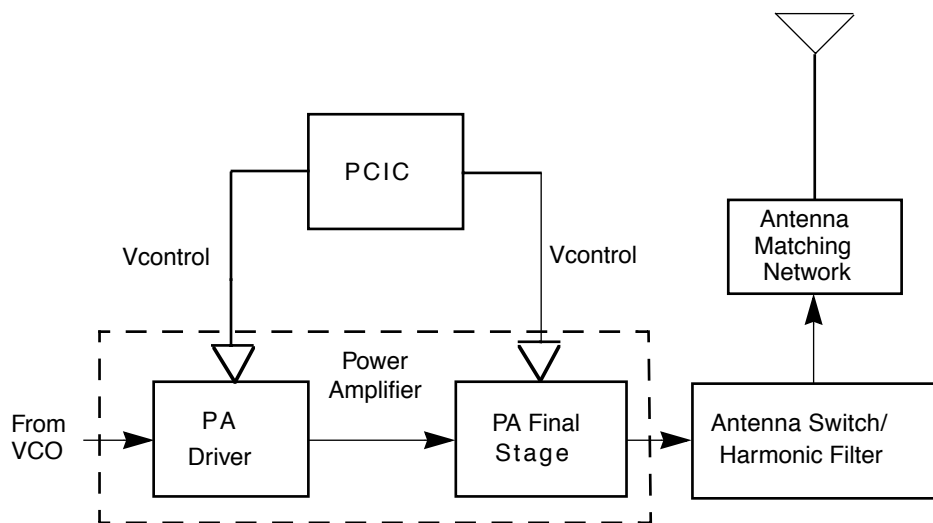 PCIC
Vcontrol
Vcontrol
Antenna
Matching
Network
Power
Amplifier
From
VCO
PA
Driver
PA Final
Stage
Antenna Switch/
Harmonic Filter